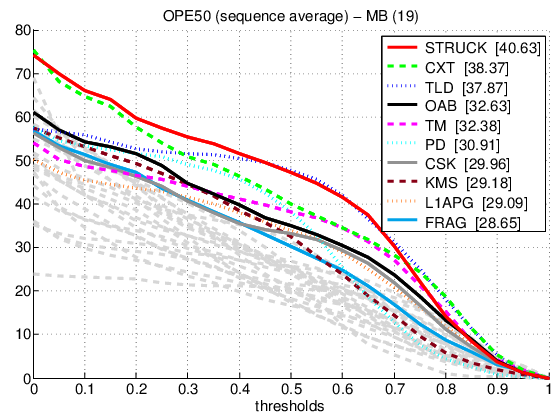 OPE50 (sequence average) − MB (19)
80
70
60
50
40
30
20
10
0
STRUCK [40.63]
CXT [38.37]
TLD [37.87]
OAB [32.63]
TM [32.38]
PD [30.91]
CSK [29.96]
KMS [29.18]
L1APG [29.09]
FRAG [28.65]
0 0.1 0.2 0.3 0.4 0.5 0.6 0.7 0.8 0.9 1
thresholds